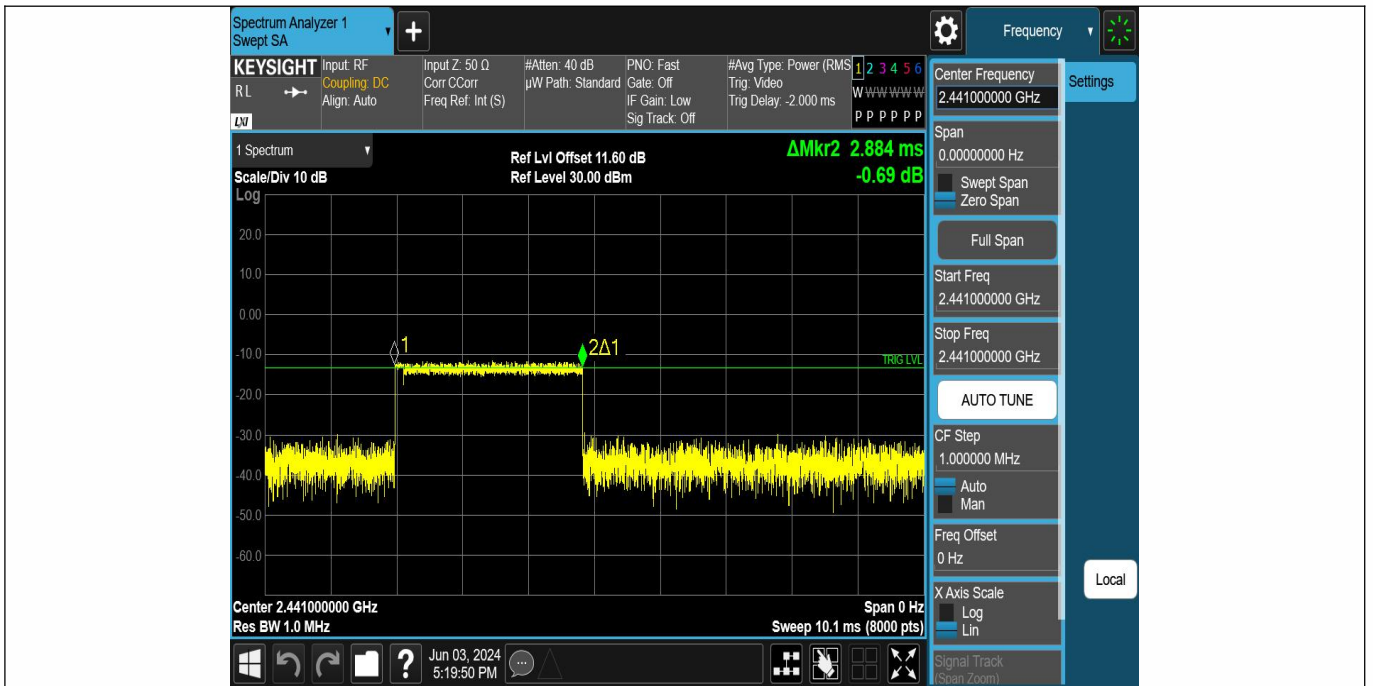 Spectrum Analyzer 1
Swept SA
+
Frequency
KEYSIGHT
RL
LXI
Input: RF
Coupling: DC
Align: Auto
Input Z: 50 Ω
Corr CCorr
Freq Ref: Int (S)
#Atten: 40 dB
µW Path: Standard
PNO: Fast
Gate: Off
IF Gain: Low
Sig Track: Off
#Avg Type: Power (RMS
Trig: Video
Trig Delay: -2.000 ms
1 2 3 4 5 6
W W W W W W
P P P P P P
1 Spectrum
Scale/Div 10 dB
Ref Lvl Offset 11.60 dB
Ref Level 30.00 dBm
ΔMkr2 2.884 ms
-0.69 dB
Log
20.0
10.0
0.00
-10.0
-20.0
-30.0
-40.0
-50.0
-60.0
1
2Δ1
TRIG LVL
Center 2.441000000 GHz
Res BW 1.0 MHz
Span 0 Hz
Sweep 10.1 ms (8000 pts)
Center Frequency
2.441000000 GHz
Settings
Span
0.00000000 Hz
Swept Span
Zero Span
Full Span
Start Freq
2.441000000 GHz
Stop Freq
2.441000000 GHz
AUTO TUNE
CF Step
1.000000 MHz
Auto
Man
Freq Offset
0 Hz
X Axis Scale
Log
Lin
Local
Signal Track
(Span Zoom)
?
Jun 03, 2024
5:19:50 PM